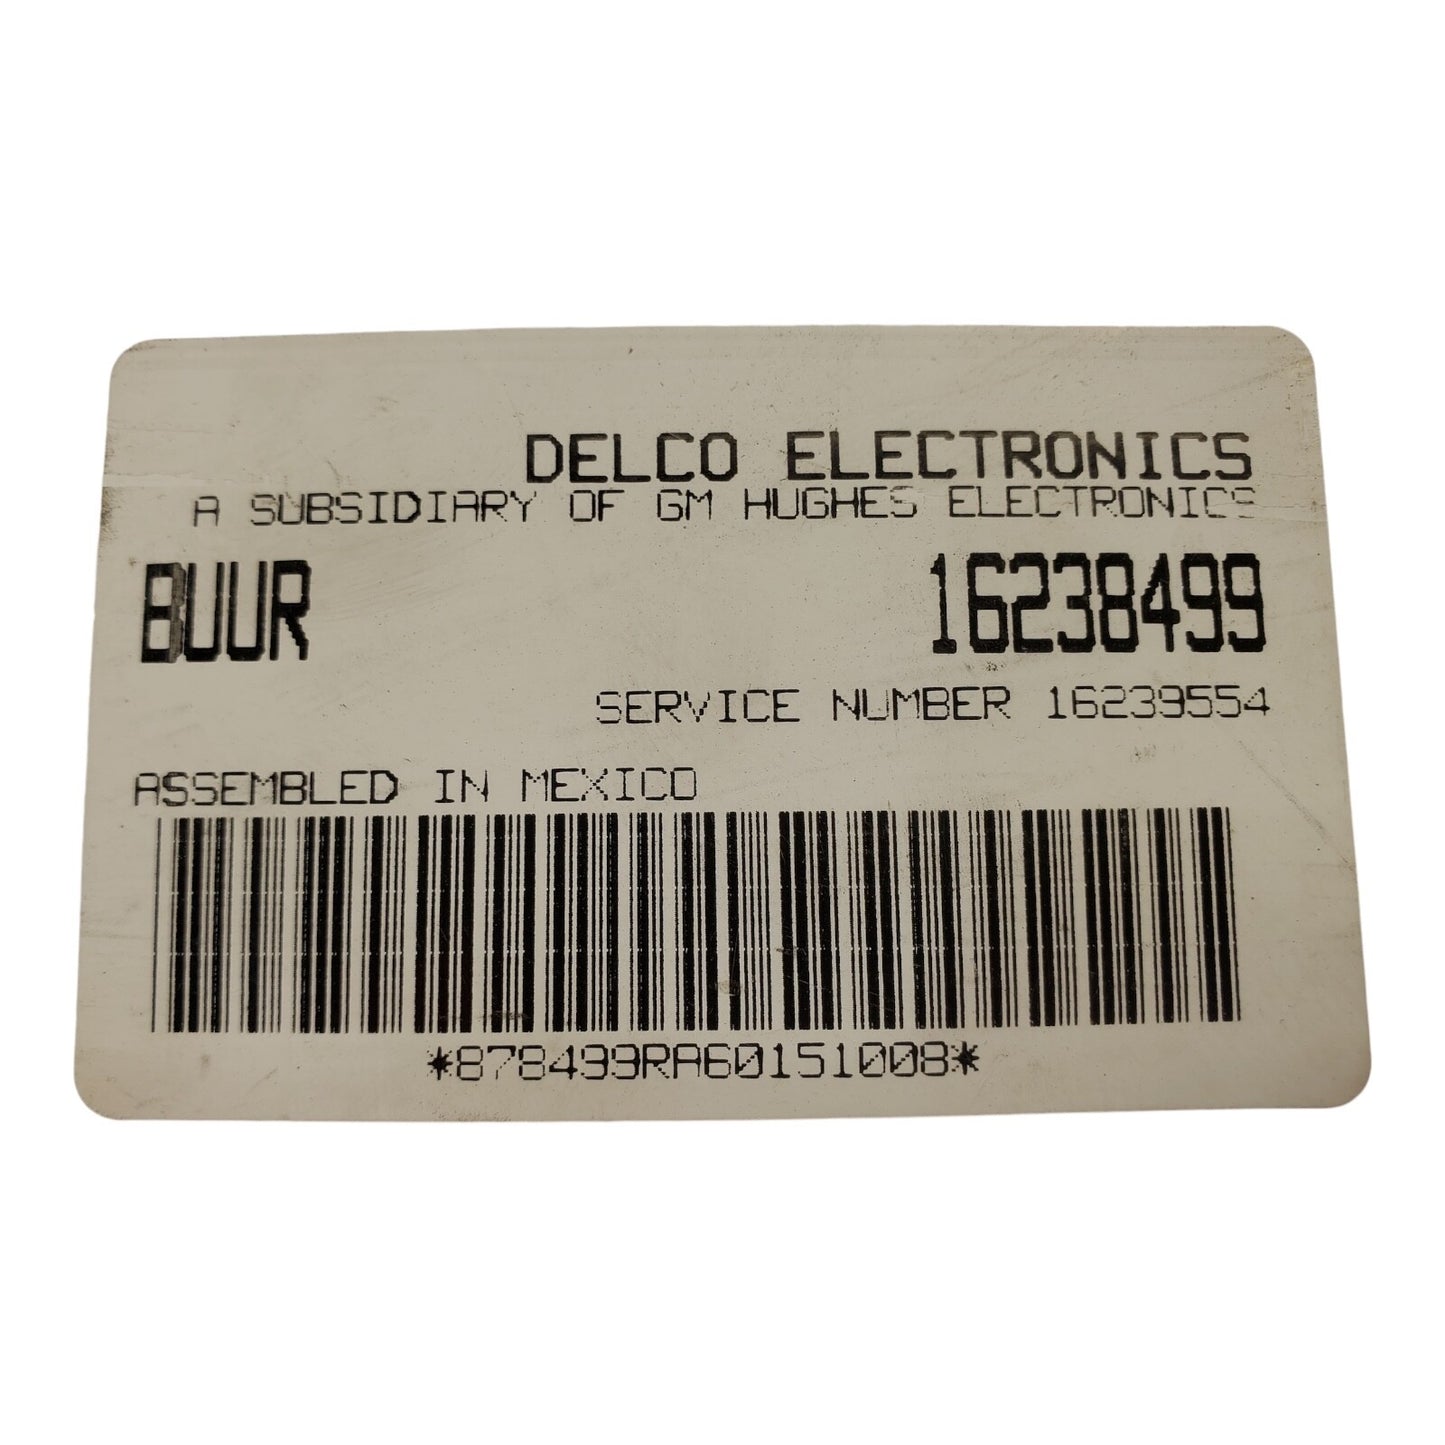 DELCO ELECTRONICS
A SUBSIDIARY OF GM HUGHES ELECTRONICS
BUUR 16238499
SERVICE NUMBER 16239554
ASSEMBLED IN MEXICO
*878499RA60151008*